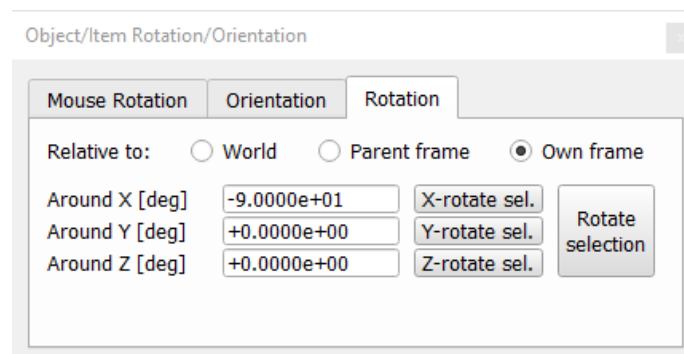 Object/Item Rotation/Orientation
Mouse Rotation Orientation Rotation
Relative to: World Parent frame Own frame
Around X [deg] -9.0000e+01 X-rotate sel.
Around Y [deg] +0.0000e+00 Y-rotate sel.
Around Z [deg] +0.0000e+00 Z-rotate sel.
Rotate
selection